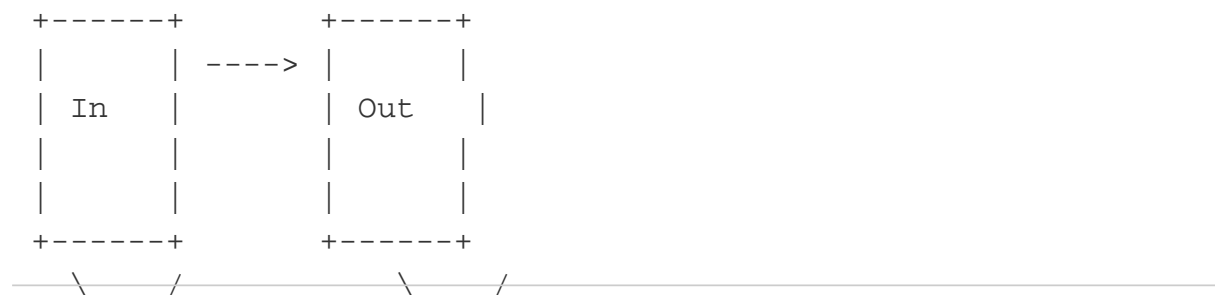 +------+        +------+
|      | ----> |      |
| In   |        | Out   |
|      |        |      |
|      |        |      |
+------+        +------+
  \    /            \    /